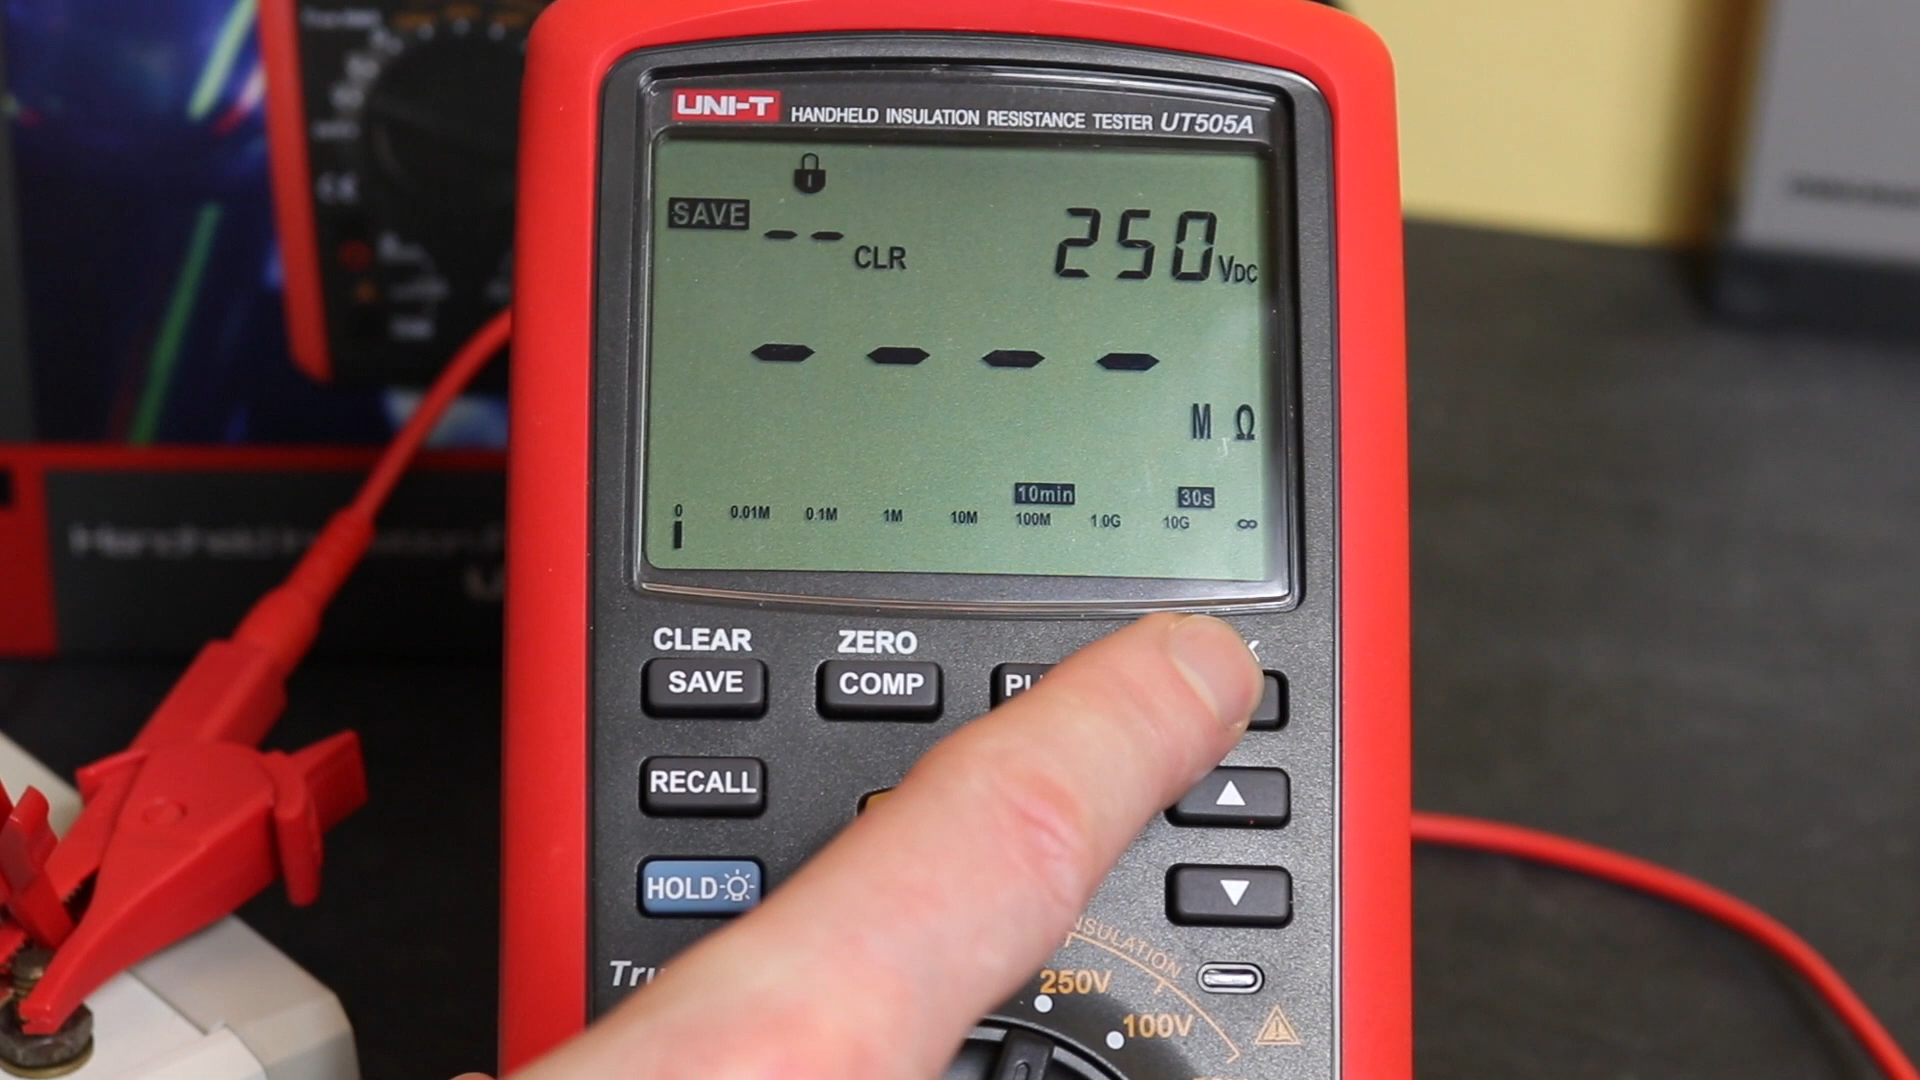 UNI-T HANDHELD INSULATION RESISTANCE TESTER UT505A
SAVE -- CLR 250 VDC
- - - -
M Ω
10min 30s
0 0.01M 0.1M 1M 10M 100M 1.0G 10G ∞
CLEAR ZERO
SAVE COMP
RECALL
▲
HOLD
▼
INSULATION
250V
100V